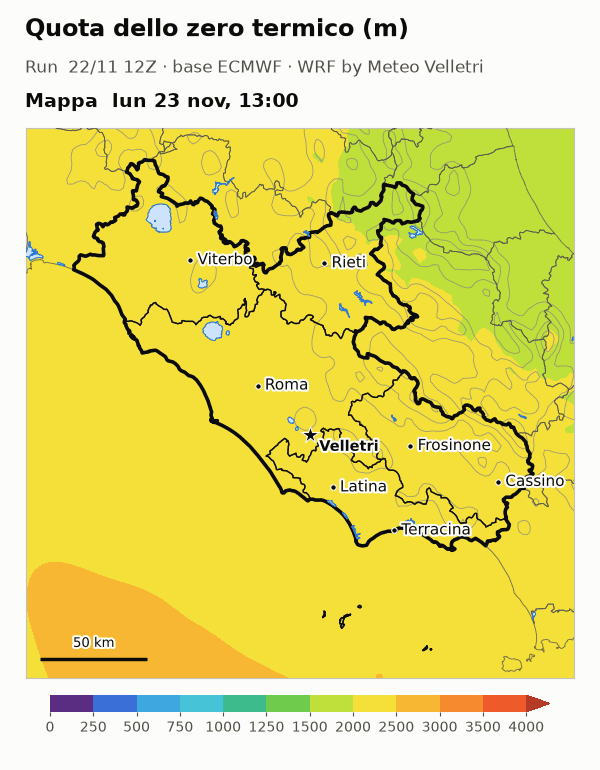 Quota dello zero termico (m)
Run  22/11 12Z · base ECMWF · WRF by Meteo Velletri
Mappa  lun 23 nov, 13:00
Viterbo
Rieti
Roma
Velletri
Frosinone
Latina
Cassino
Terracina
50 km
0 250 500 750 1000 1250 1500 2000 2500 3000 3500 4000